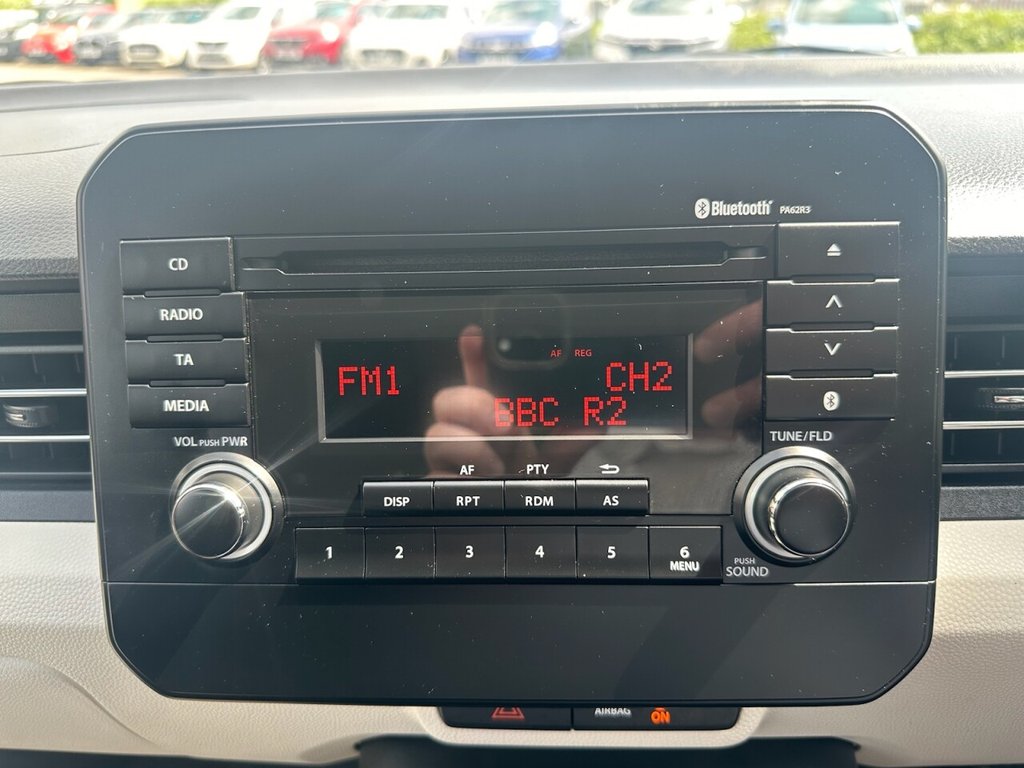 Bluetooth PA62R3
CD
RADIO
TA
MEDIA
AF REG
FM1 CH2
BBC R2
VOL PUSH PWR
TUNE/FLD
AF PTY
DISP RPT RDM AS
1 2 3 4 5 6
MENU
PUSH
SOUND
AIRBAG ON